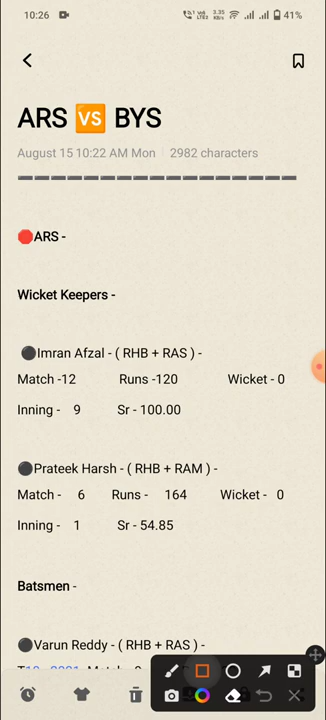 10:26 3.35 41%
ARS 🆚 BYS
August 15 10:22 AM Mon | 2982 characters
➖➖➖➖➖➖➖➖➖➖➖➖➖➖➖➖
🛑ARS -
Wicket Keepers -
⚫Imran Afzal - ( RHB + RAS ) -
Match -12 Runs -120 Wicket - 0
Inning - 9 Sr - 100.00
⚫Prateek Harsh - ( RHB + RAM ) -
Match - 6 Runs - 164 Wicket - 0
Inning - 1 Sr - 54.85
Batsmen -
⚫Varun Reddy - ( RHB + RAS ) -